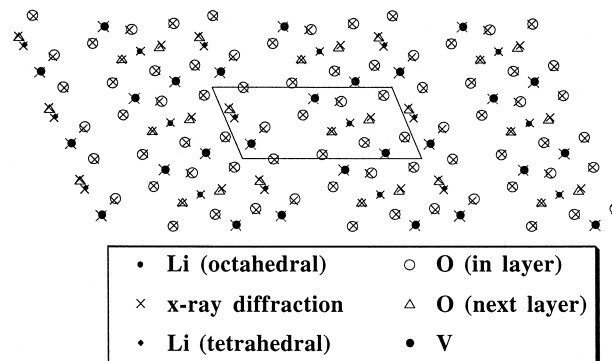 Li (octahedral) O (in layer)
x-ray diffraction O (next layer)
Li (tetrahedral) V